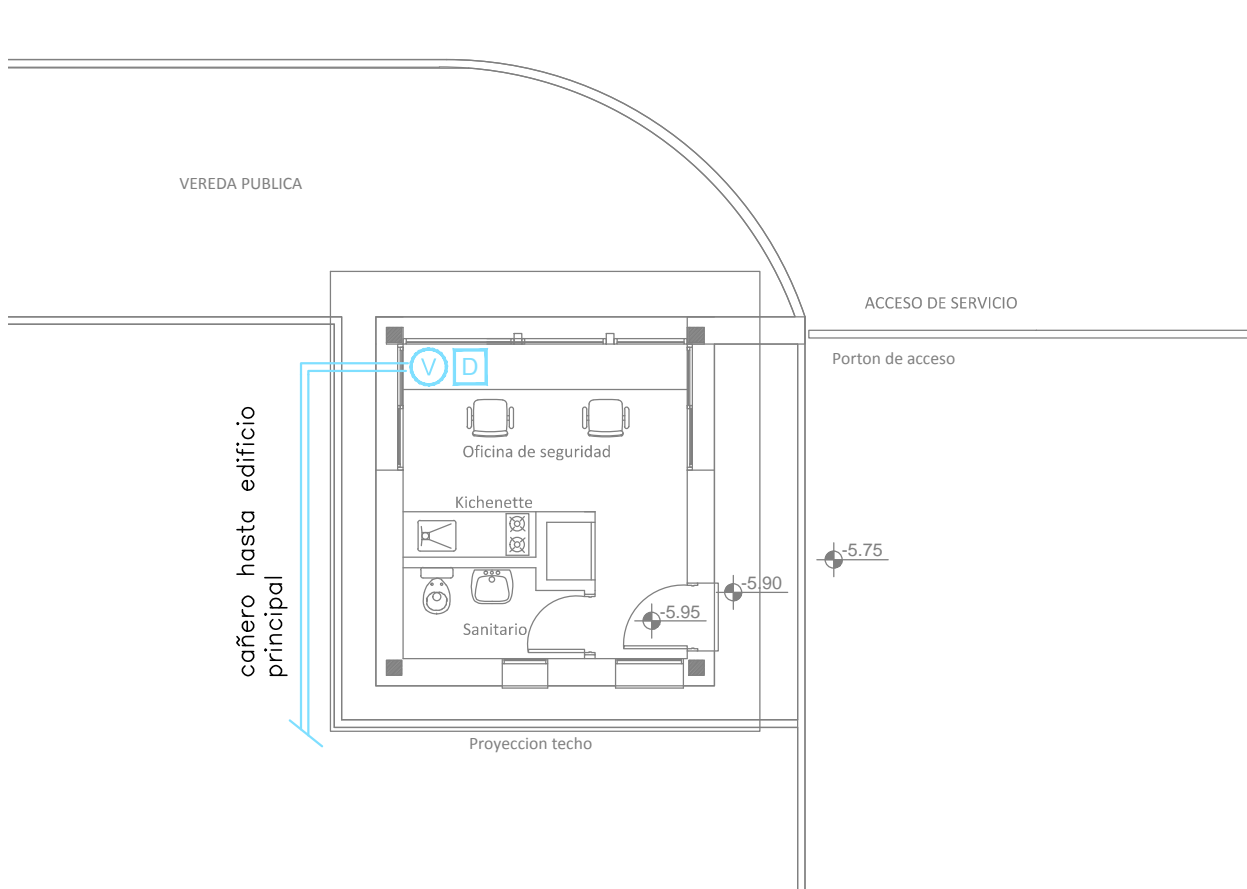 VEREDA PUBLICA
ACCESO DE SERVICIO
Porton de acceso
V
D
cañero hasta edificio
principal
Oficina de seguridad
Kichenette
-5.75
-5.90
-5.95
Sanitario
Proyeccion techo